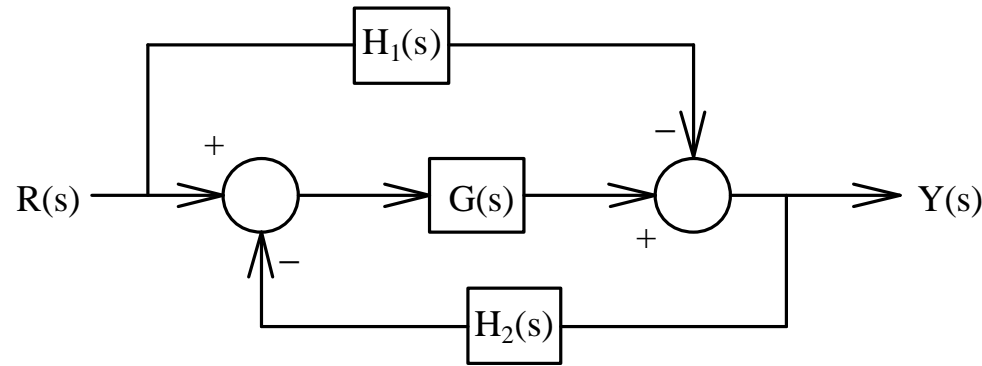 H₁(s)
+
−
R(s)
G(s)
Y(s)
+
−
H₂(s)